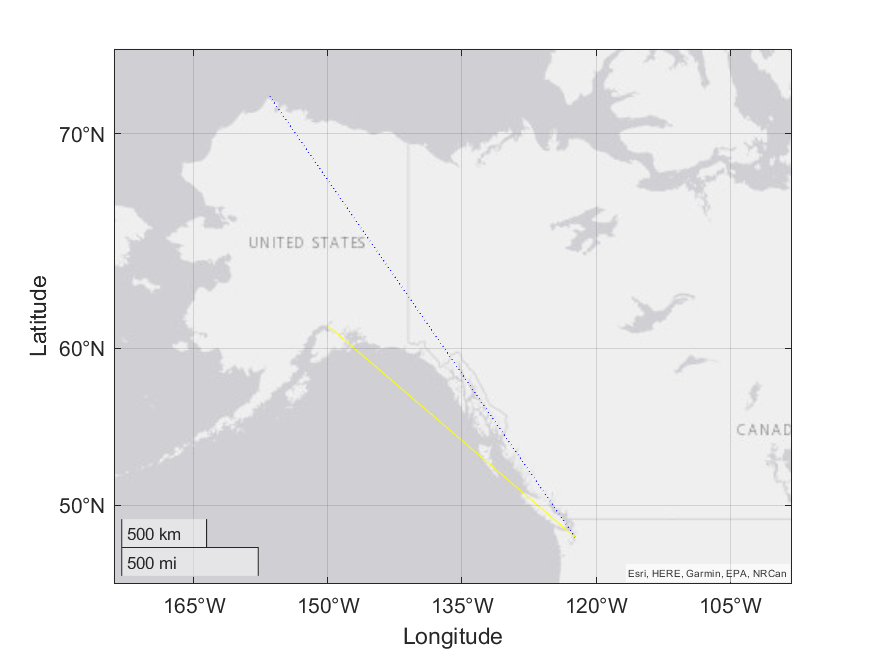 70°N
UNITED STATES
60°N
Latitude
CANAD
50°N
500 km
500 mi
Esri, HERE, Garmin, EPA, NRCan
165°W 150°W 135°W 120°W 105°W
Longitude